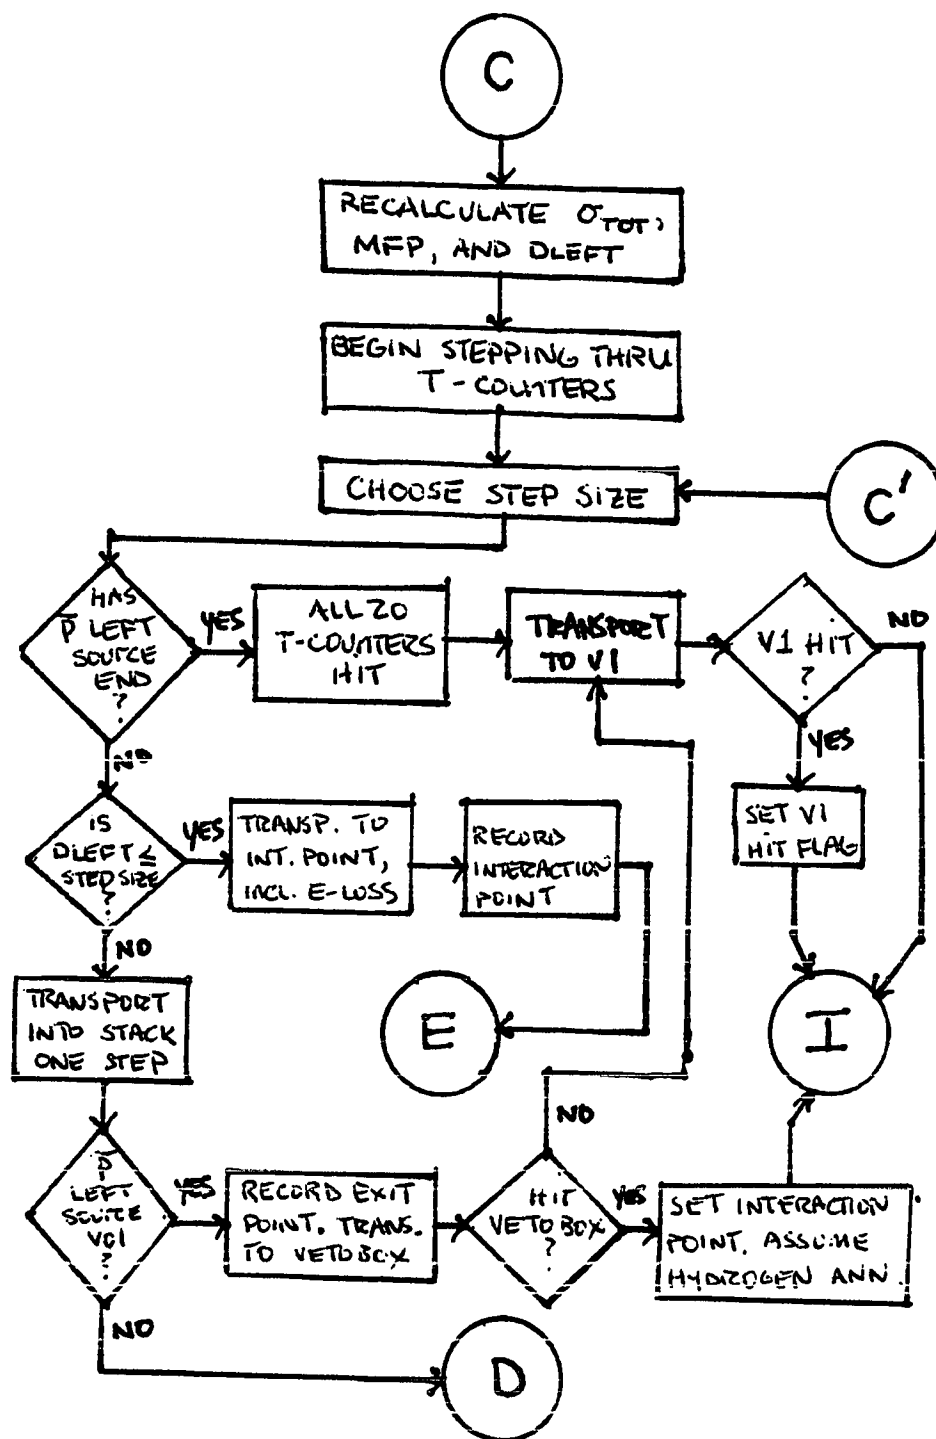 C
RECALCULATE σTOT,
MFP, AND DLEFT
BEGIN STEPPING THRU
T-COUNTERS
CHOOSE STEP SIZE
C'
HAS
P̄ LEFT
SOURCE
END
?
YES
ALL 20
T-COUNTERS
HIT
TRANSPORT
TO V1
V1 HIT
?
NO
YES
SET V1
HIT FLAG
NO
IS
DLEFT ≤
STEP SIZE
?
YES
TRANSP. TO
INT. POINT,
INCL. E-LOSS
RECORD
INTERACTION
POINT
NO
TRANSPORT
INTO STACK
ONE STEP
E
I
P̄
LEFT
SOURCE
VOL
?
YES
RECORD EXIT
POINT. TRANS.
TO VETO BOX
NO
HIT
VETO BOX
?
YES
SET INTERACTION
POINT. ASSUME
HYDROGEN ANN.
NO
D